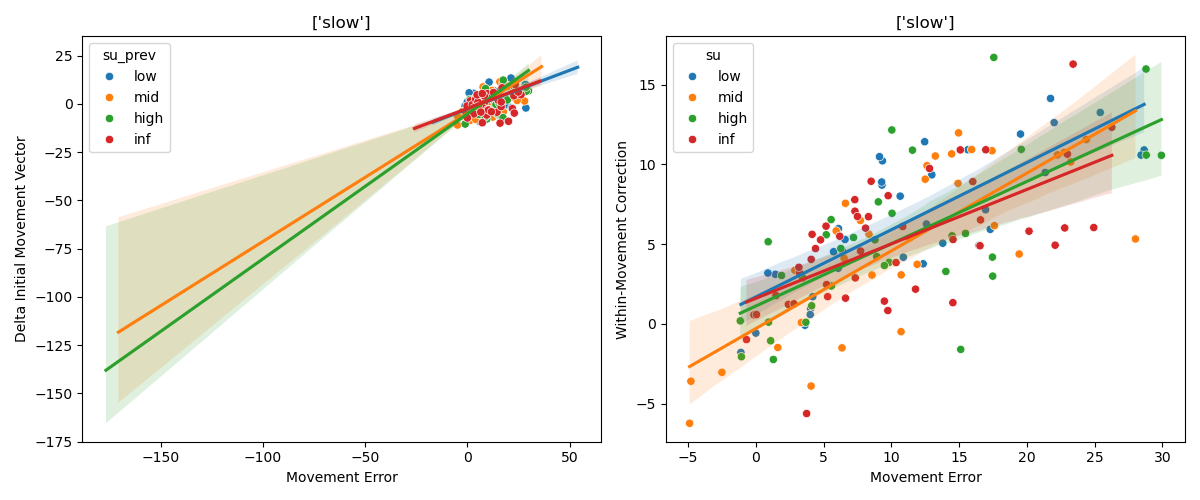 ['slow']
Delta Initial Movement Vector
25
0
−25
−50
−75
−100
−125
−150
−175
su_prev
low
mid
high
inf
−150
−100
−50
0
50
Movement Error
['slow']
Within-Movement Correction
15
10
5
0
−5
su
low
mid
high
inf
−5
0
5
10
15
20
25
30
Movement Error